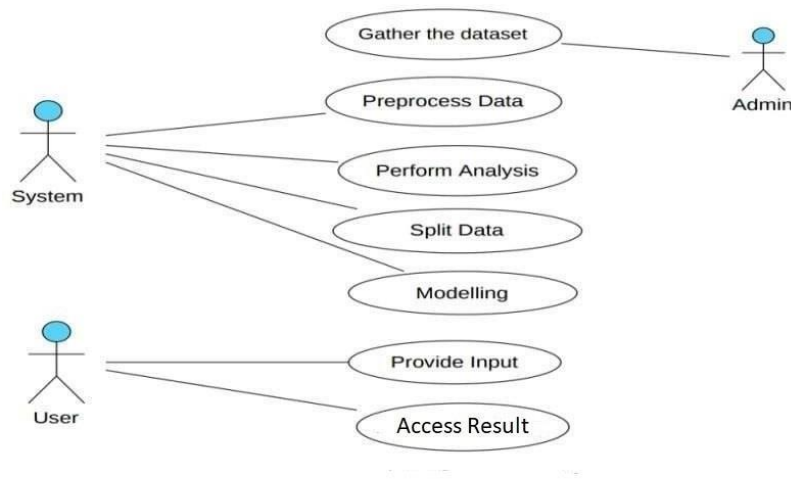 Gather the dataset
Admin
Preprocess Data
System
Perform Analysis
Split Data
Modelling
User
Provide Input
Access Result